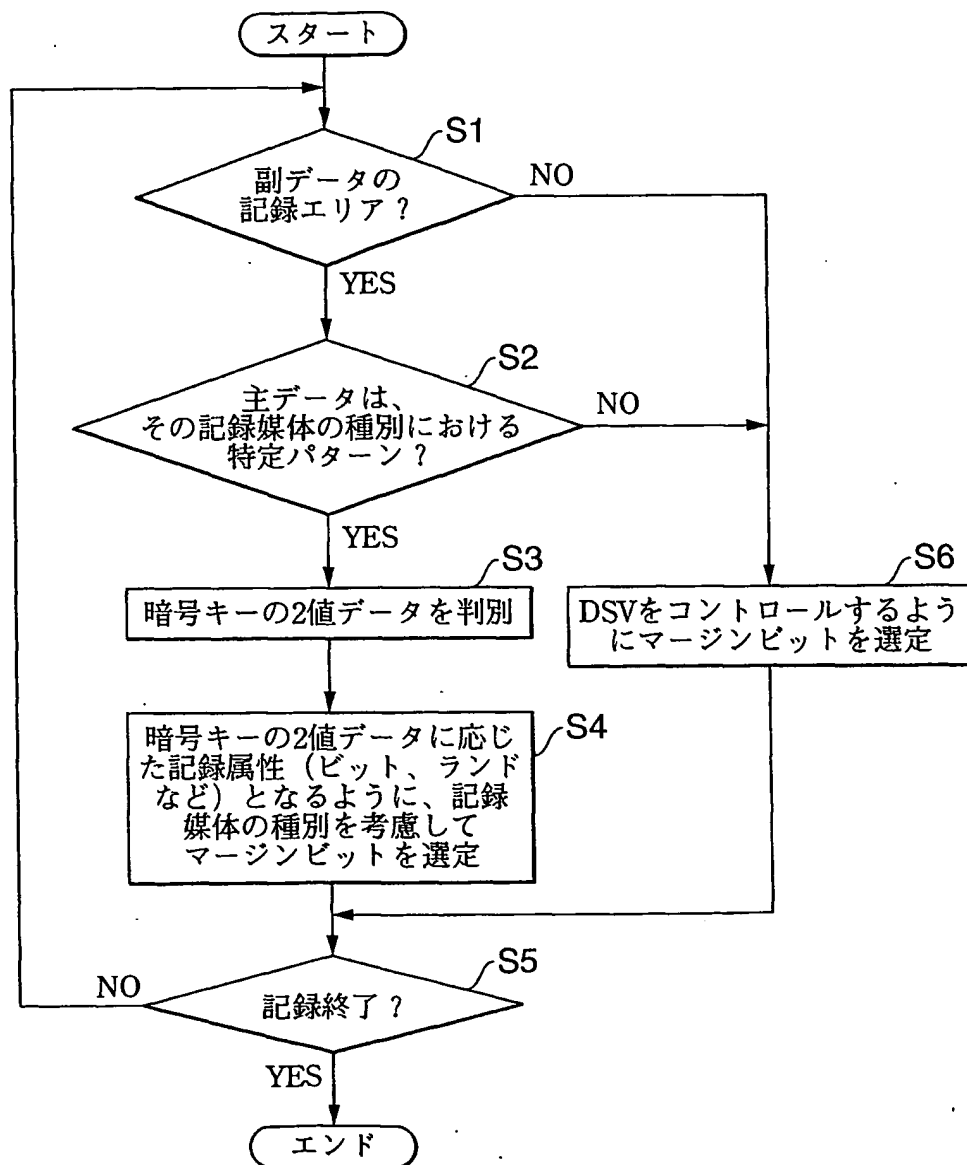 スタート
S1
副データの
記録エリア？
NO
YES
S2
主データは、
その記録媒体の種別における
特定パターン？
NO
YES
S3
暗号キーの2値データを判別
S6
DSVをコントロールするよう
にマージンビットを選定
S4
暗号キーの2値データに応じ
た記録属性（ピット、ランド
など）となるように、記録
媒体の種別を考慮して
マージンビットを選定
S5
記録終了？
NO
YES
エンド